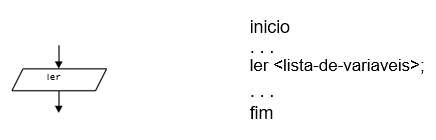 ler
inicio
. . .
ler <lista-de-variaveis>;
. . .
fim